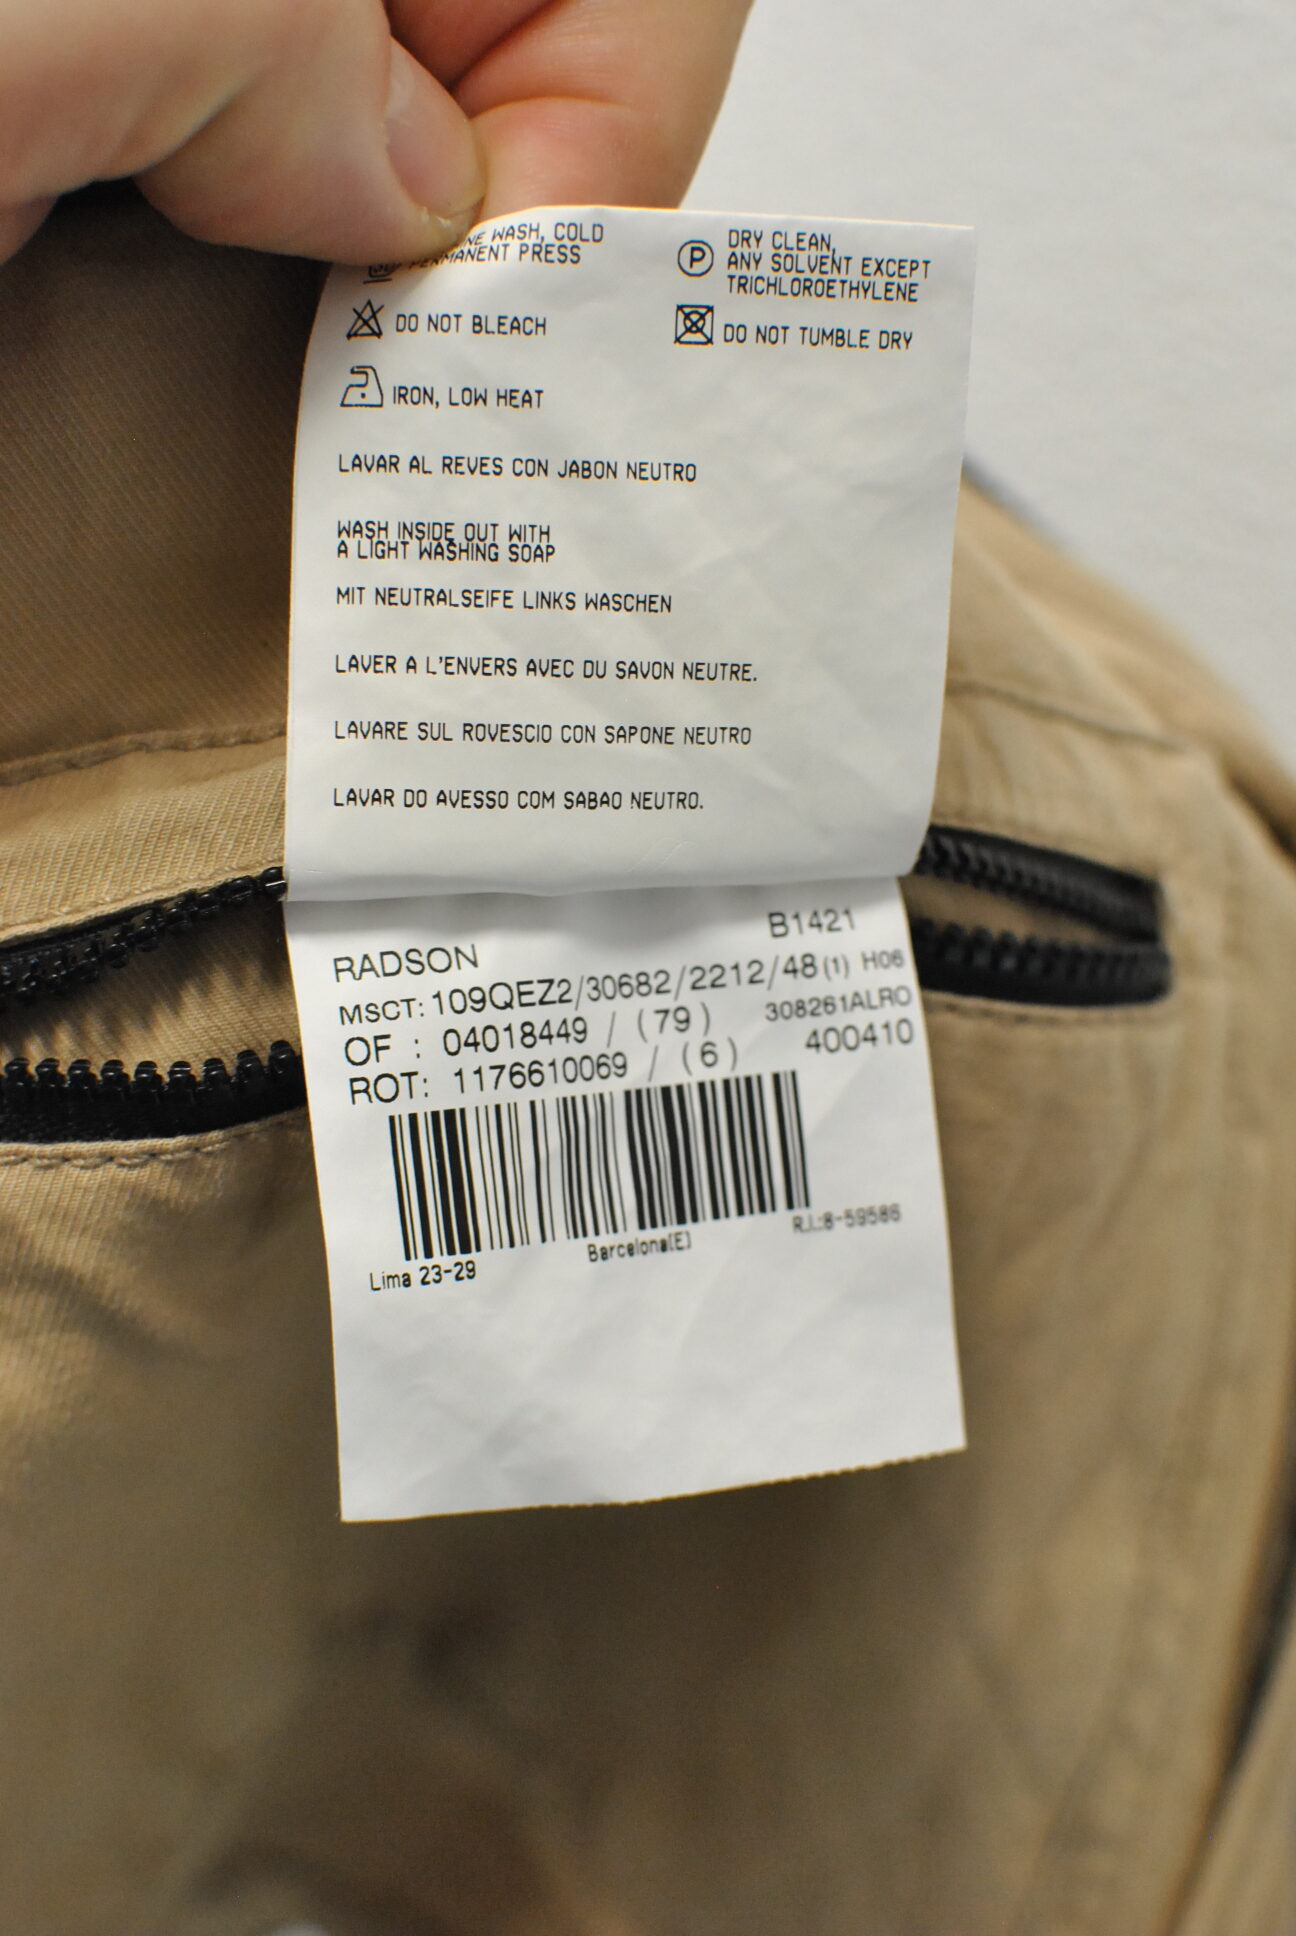 WASH, COLD
PERMANENT PRESS
DO NOT BLEACH
IRON, LOW HEAT
P
DRY CLEAN,
ANY SOLVENT EXCEPT
TRICHLOROETHYLENE
DO NOT TUMBLE DRY
LAVAR AL REVES CON JABON NEUTRO
WASH INSIDE OUT WITH
A LIGHT WASHING SOAP
MIT NEUTRALSEIFE LINKS WASCHEN
LAVER A L'ENVERS AVEC DU SAVON NEUTRE.
LAVARE SUL ROVESCIO CON SAPONE NEUTRO
LAVAR DO AVESSO COM SABAO NEUTRO.
RADSON B1421
MSCT: 109QEZ2/30682/2212/48(1) H06
OF : 04018449 / (79) 308261ALRO
ROT: 1176610069 / (6) 400410
Lima 23-29 Barcelona(E) R.I.:8-59586